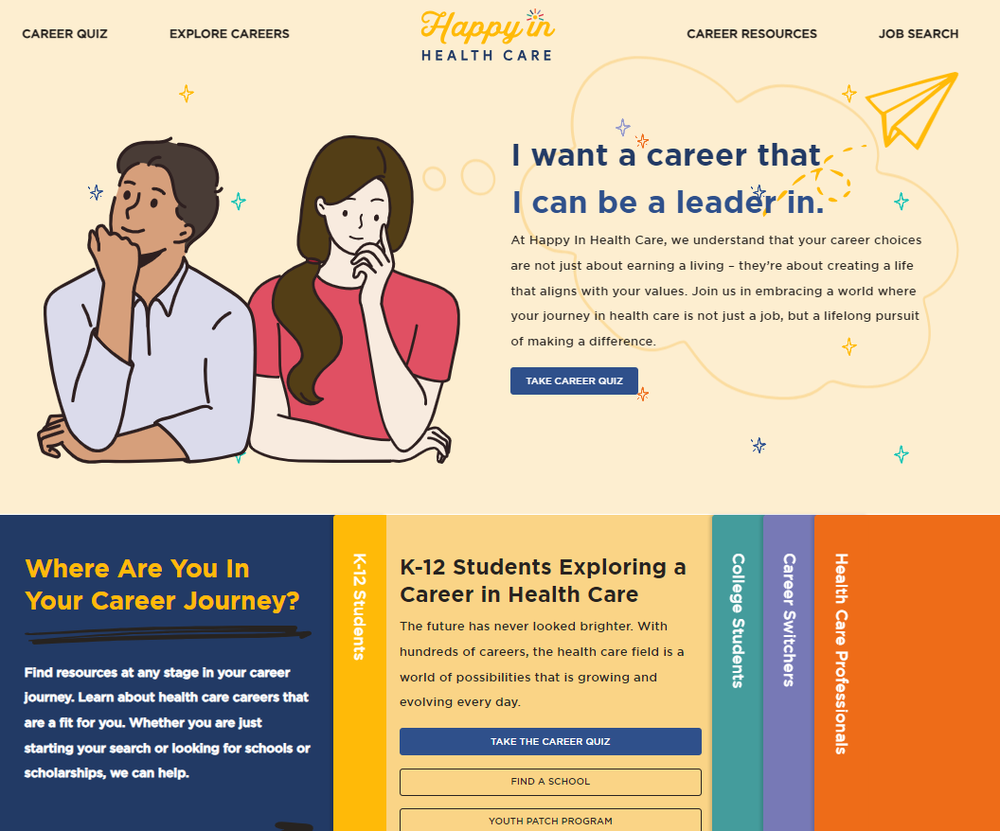 CAREER QUIZ
EXPLORE CAREERS
Happy in
HEALTH CARE
CAREER RESOURCES
JOB SEARCH
I want a career that
I can be a leader in.
At Happy In Health Care, we understand that your career choices
are not just about earning a living – they're about creating a life
that aligns with your values. Join us in embracing a world where
your journey in health care is not just a job, but a lifelong pursuit
of making a difference.
TAKE CAREER QUIZ
Where Are You In
Your Career Journey?
Find resources at any stage in your career
journey. Learn about health care careers that
are a fit for you. Whether you are just
starting your search or looking for schools or
scholarships, we can help.
K-12 Students
K-12 Students Exploring a
Career in Health Care
The future has never looked brighter. With
hundreds of careers, the health care field is a
world of possibilities that is growing and
evolving every day.
TAKE THE CAREER QUIZ
FIND A SCHOOL
YOUTH PATCH PROGRAM
College Students
Career Switchers
Health Care Professionals